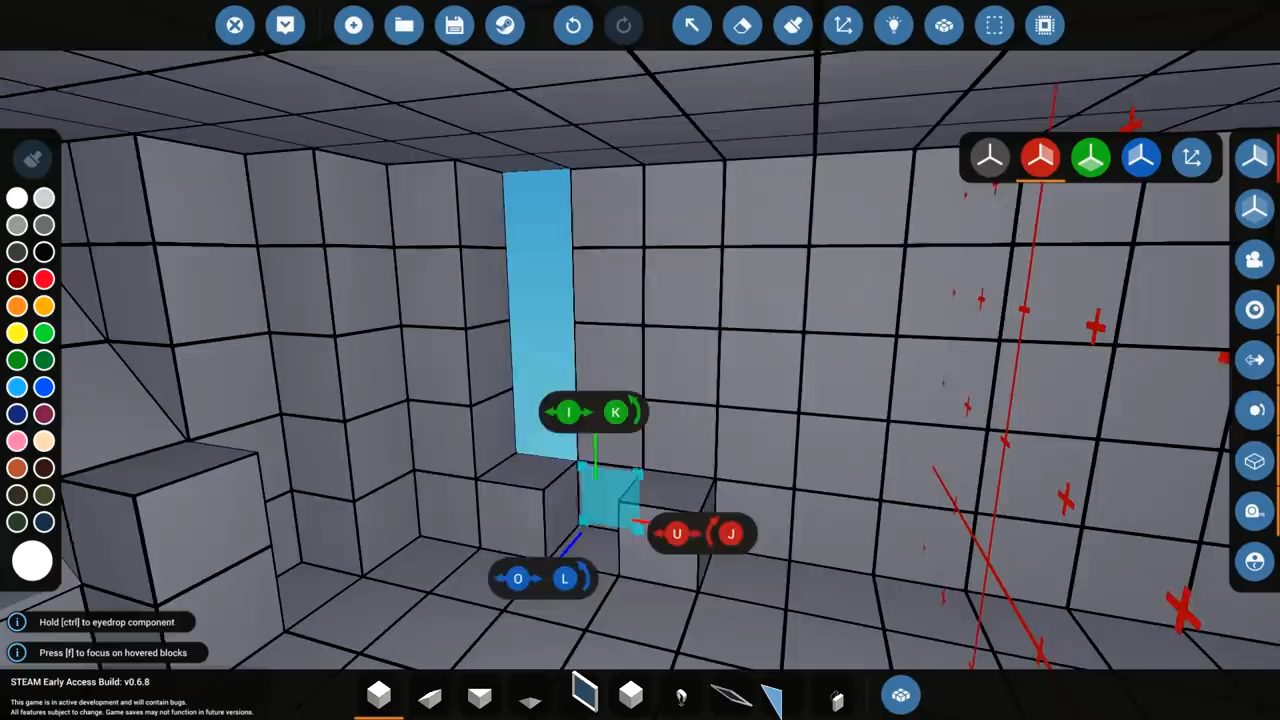 I K
U J
O L
Hold [ctrl] to eyedrop component
Press [f] to focus on hovered blocks
STEAM Early Access Build: v0.6.8
This game is in active development and will contain bugs.
All features subject to change. Game saves may not function in future versions.